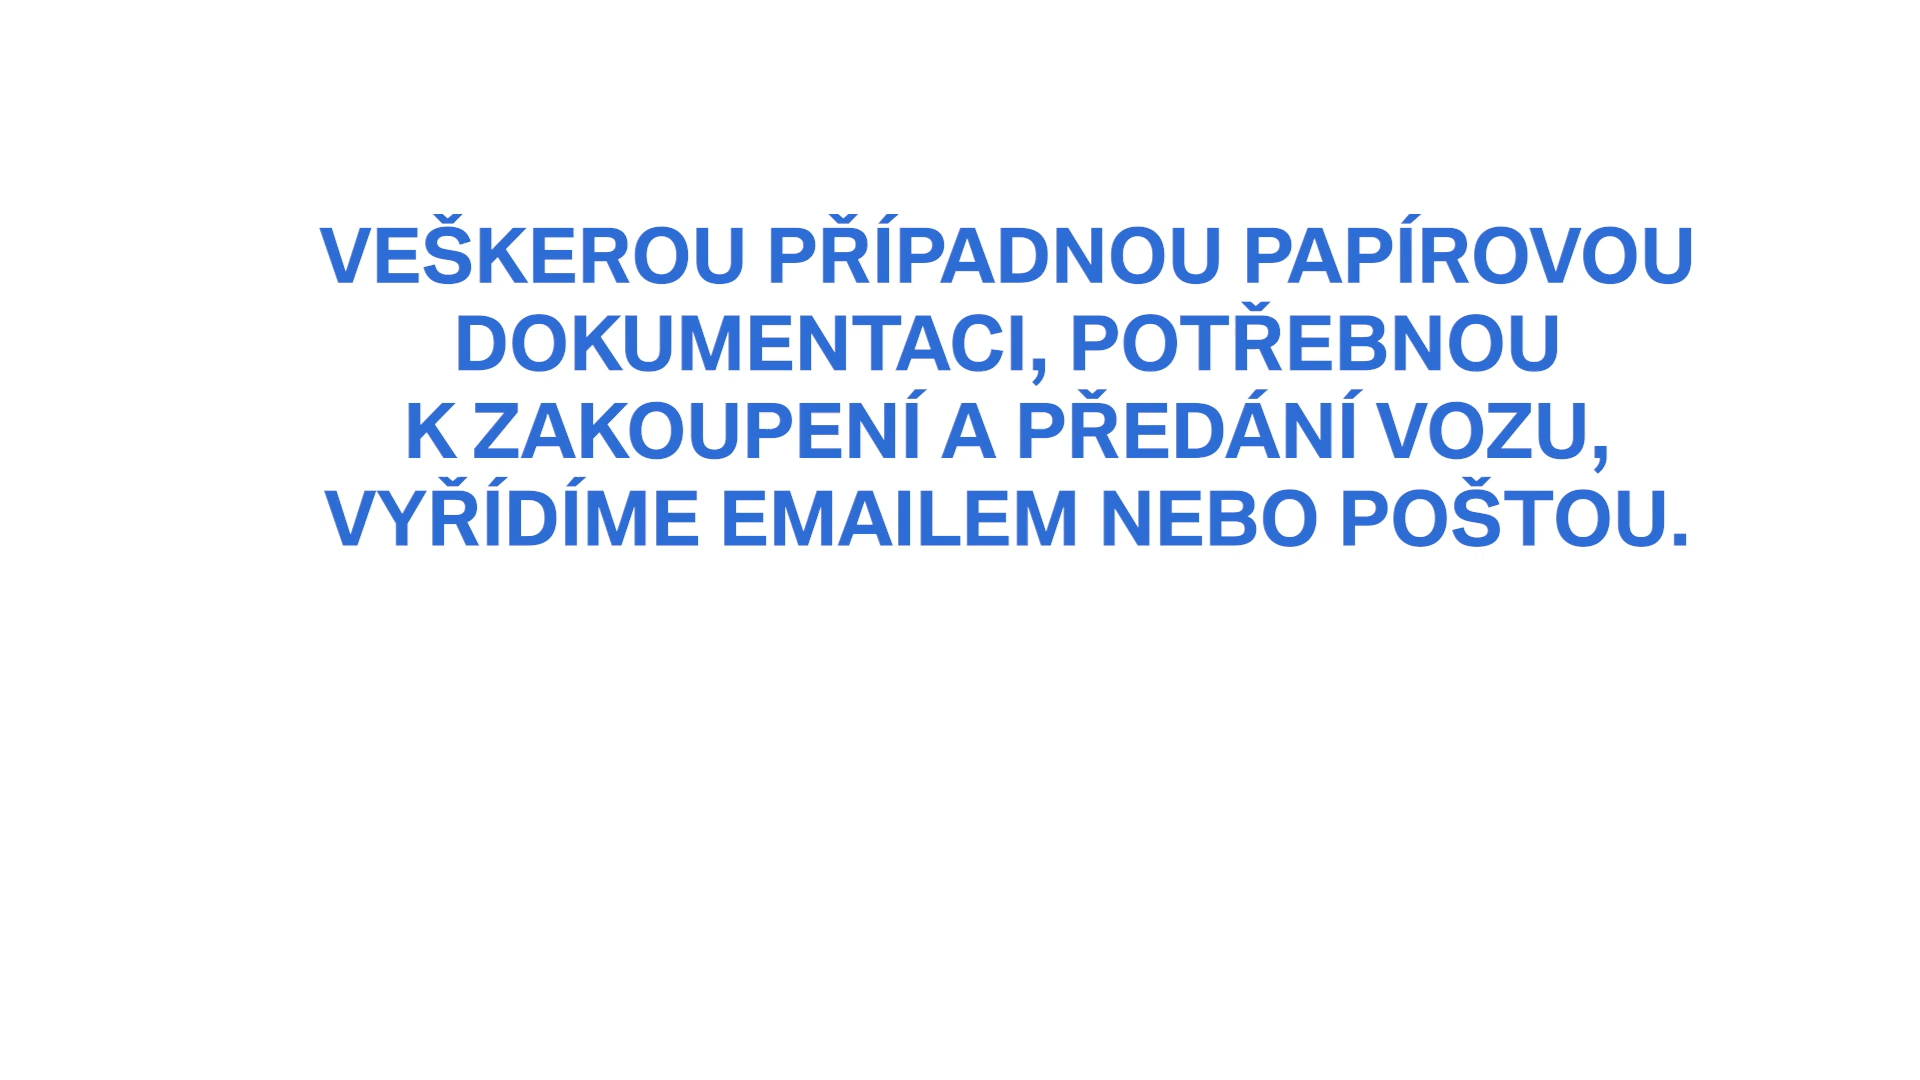 VEŠKEROU PŘÍPADNOU PAPÍROVOU
DOKUMENTACI, POTŘEBNOU
K ZAKOUPENÍ A PŘEDÁNÍ VOZU,
VYŘÍDÍME EMAILEM NEBO POŠTOU.